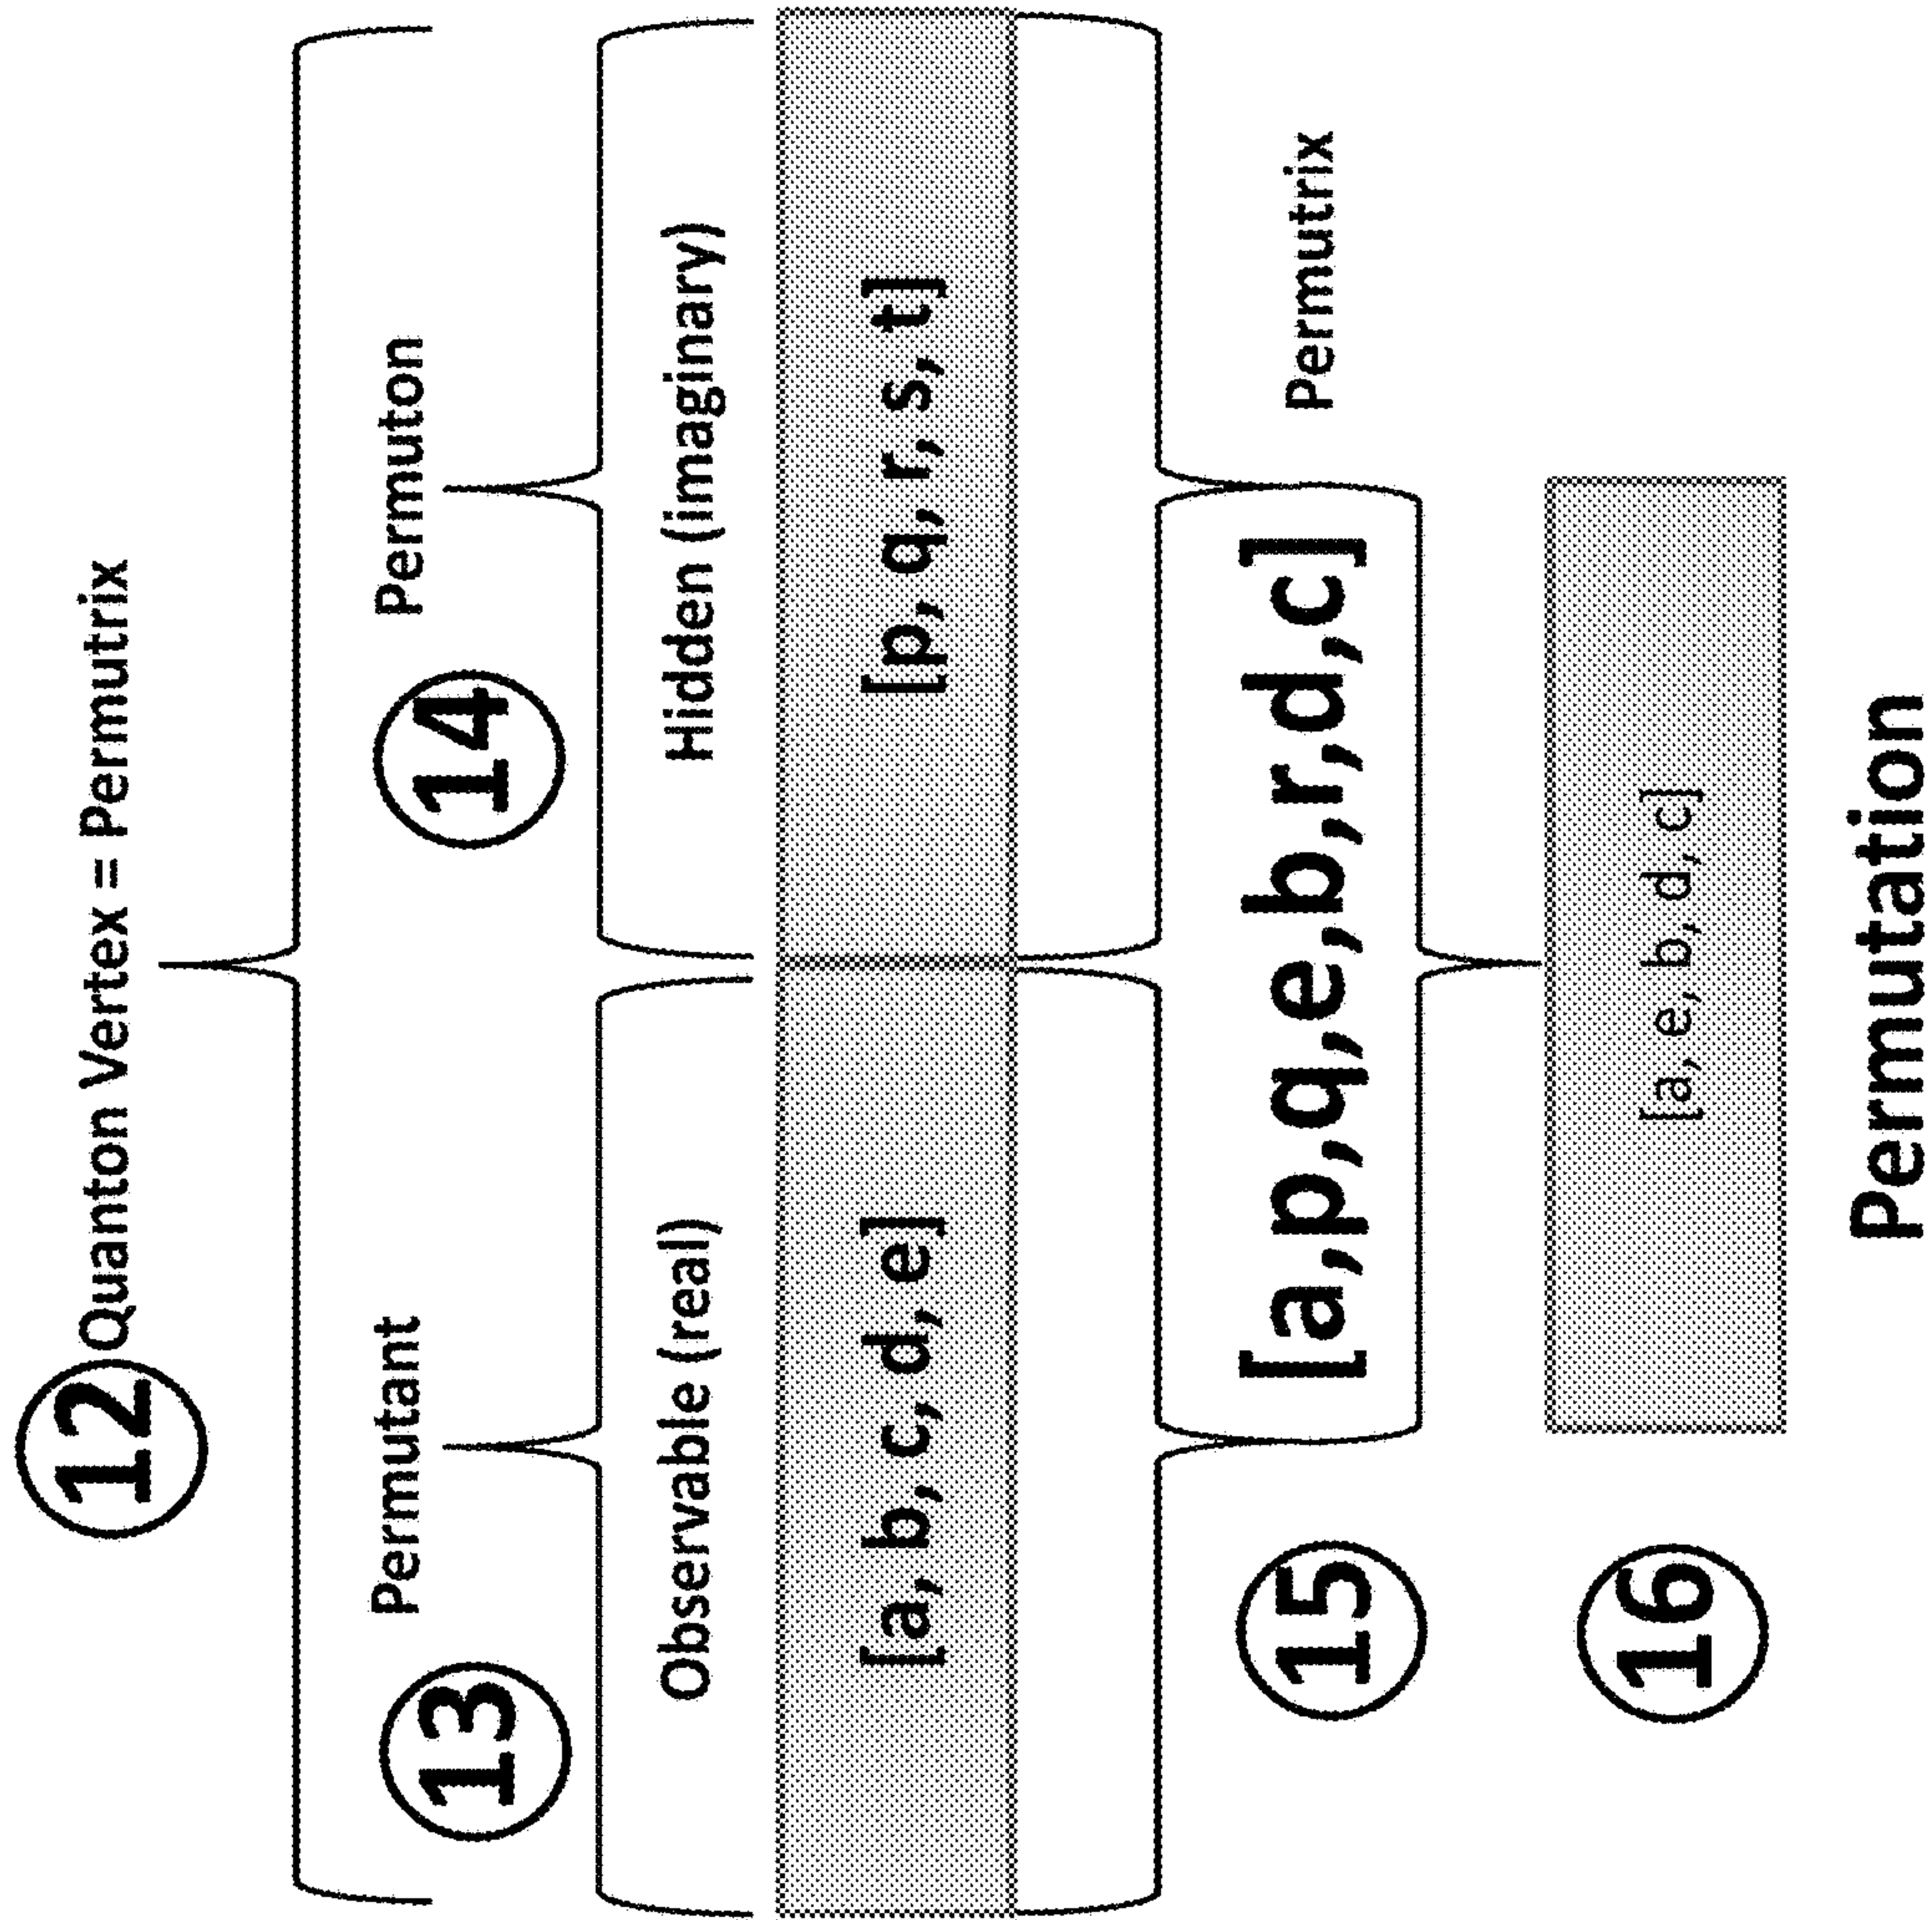 12 Quanton Vertex = Permutrix
13 Permutant
14 Permuton
Observable (real)
Hidden (imaginary)
[a, b, c, d, e]
[p, q, r, s, t]
15 [a,p,q,e,b,r,d,c] Permutrix
16 [a, e, b, d, c]
Permutation